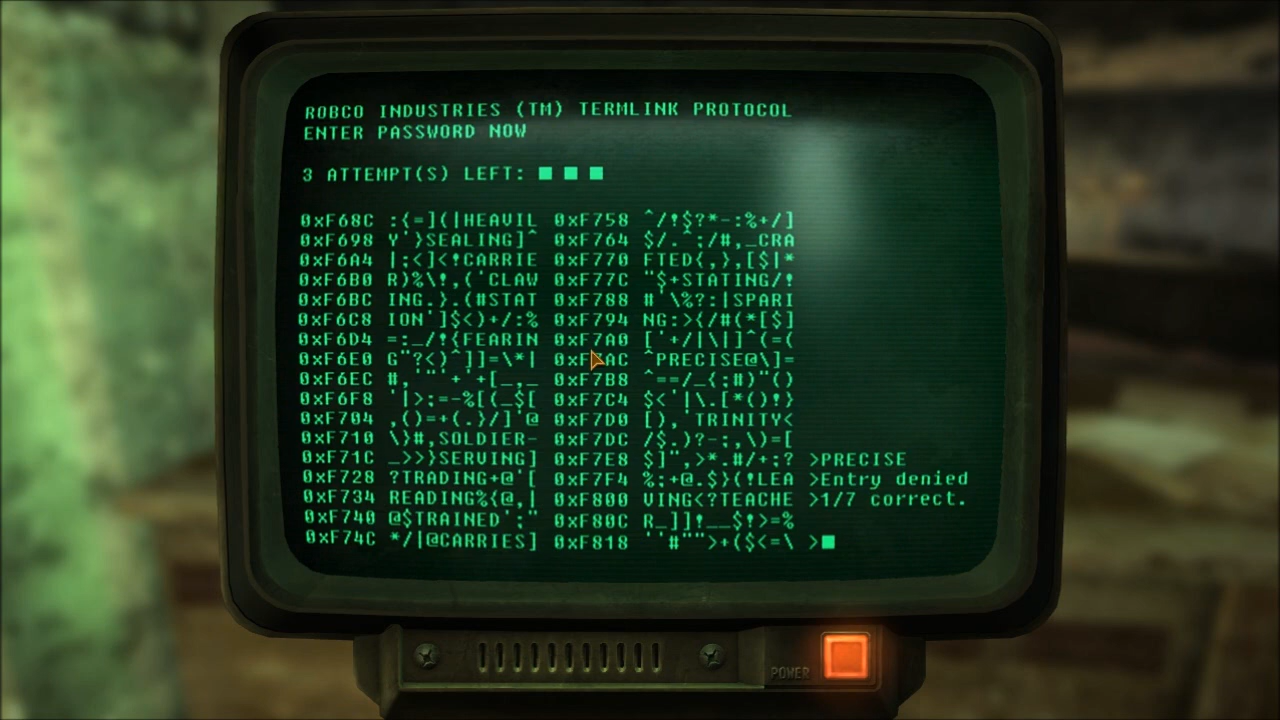 ROBCO INDUSTRIES (TM) TERMLINK PROTOCOL
ENTER PASSWORD NOW
3 ATTEMPT(S) LEFT: ■ ■ ■
0xF68C :{=](|HEAVIL 0xF758 ^/!$?*-:%+/]
0xF698 Y'}SEALING]^ 0xF764 $/.^;/#,_CRA
0xF6A4 |;<]<!CARRIE 0xF770 FTED{,},[$|*
0xF6B0 R)%\!,('CLAW 0xF77C "$+STATING/!
0xF6BC ING.}.(#STAT 0xF788 #'\%?:|SPARI
0xF6C8 ION']$<)+/:% 0xF794 NG:>{/#(*[$]
0xF6D4 =:_/!{FEARIN 0xF7A0 ['+/|\|]^(=(
0xF6E0 G"?<}^]]=\*| ^PRECISE@\]=
0xF6EC #,'"'+'+[_,_ 0xF7B8 ^==/_{;#)"()
0xF6F8 '|>:=-%[(_$[ 0xF7C4 $<'|\.[*()!}
0xF704 ,()=+(.}/]'@ 0xF7D0 [),'TRINITY<
0xF710 \}#,SOLDIER- 0xF7DC /$.)?-:,\)=[
0xF71C _>>}SERVING] 0xF7E8 $]",>*.#/+;? >PRECISE
0xF728 ?TRADING+@'[ 0xF7F4 %;+@.$}(!LEA >Entry denied
0xF734 READING%{@,| 0xF800 VING<?TEACHE >1/7 correct.
0xF740 @$TRAINED';" 0xF80C R_]]!__$!>=%
0xF74C */|@CARRIES] 0xF818 ''#"">+($<=\ >■
POWER